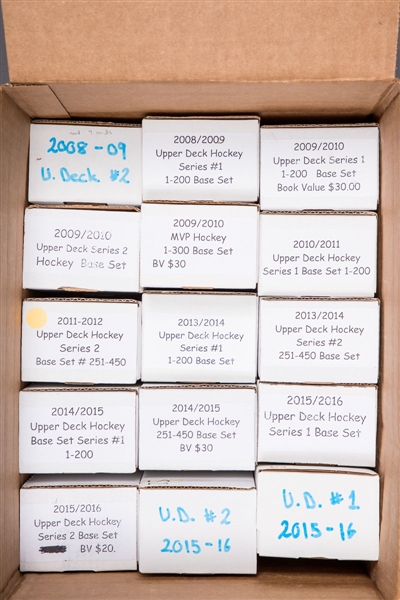 2008-09
U. Deck #2
2008/2009
Upper Deck Hockey
Series #1
1-200 Base Set
2009/2010
Upper Deck Series 1
1-200 Base Set
Book Value $30.00
2009/2010
Upper Deck Series 2
Hockey Base Set
2009/2010
MVP Hockey
1-300 Base Set
BV $30
2010/2011
Upper Deck Hockey
Series 1 Base Set 1-200
2011-2012
Upper Deck Hockey
Series 2
Base Set # 251-450
2013/2014
Upper Deck Hockey
Series #1
1-200 Base Set
2013/2014
Upper Deck Hockey
Series #2
251-450 Base Set
2014/2015
Upper Deck Hockey
Base Set Series #1
1-200
2014/2015
Upper Deck Hockey
251-450 Base Set
BV $30
2015/2016
Upper Deck Hockey
Series 1 Base Set
2015/2016
Upper Deck Hockey
Series 2 Base Set
BV $20.
U.D. #2
2015-16
U.D. #1
2015-16